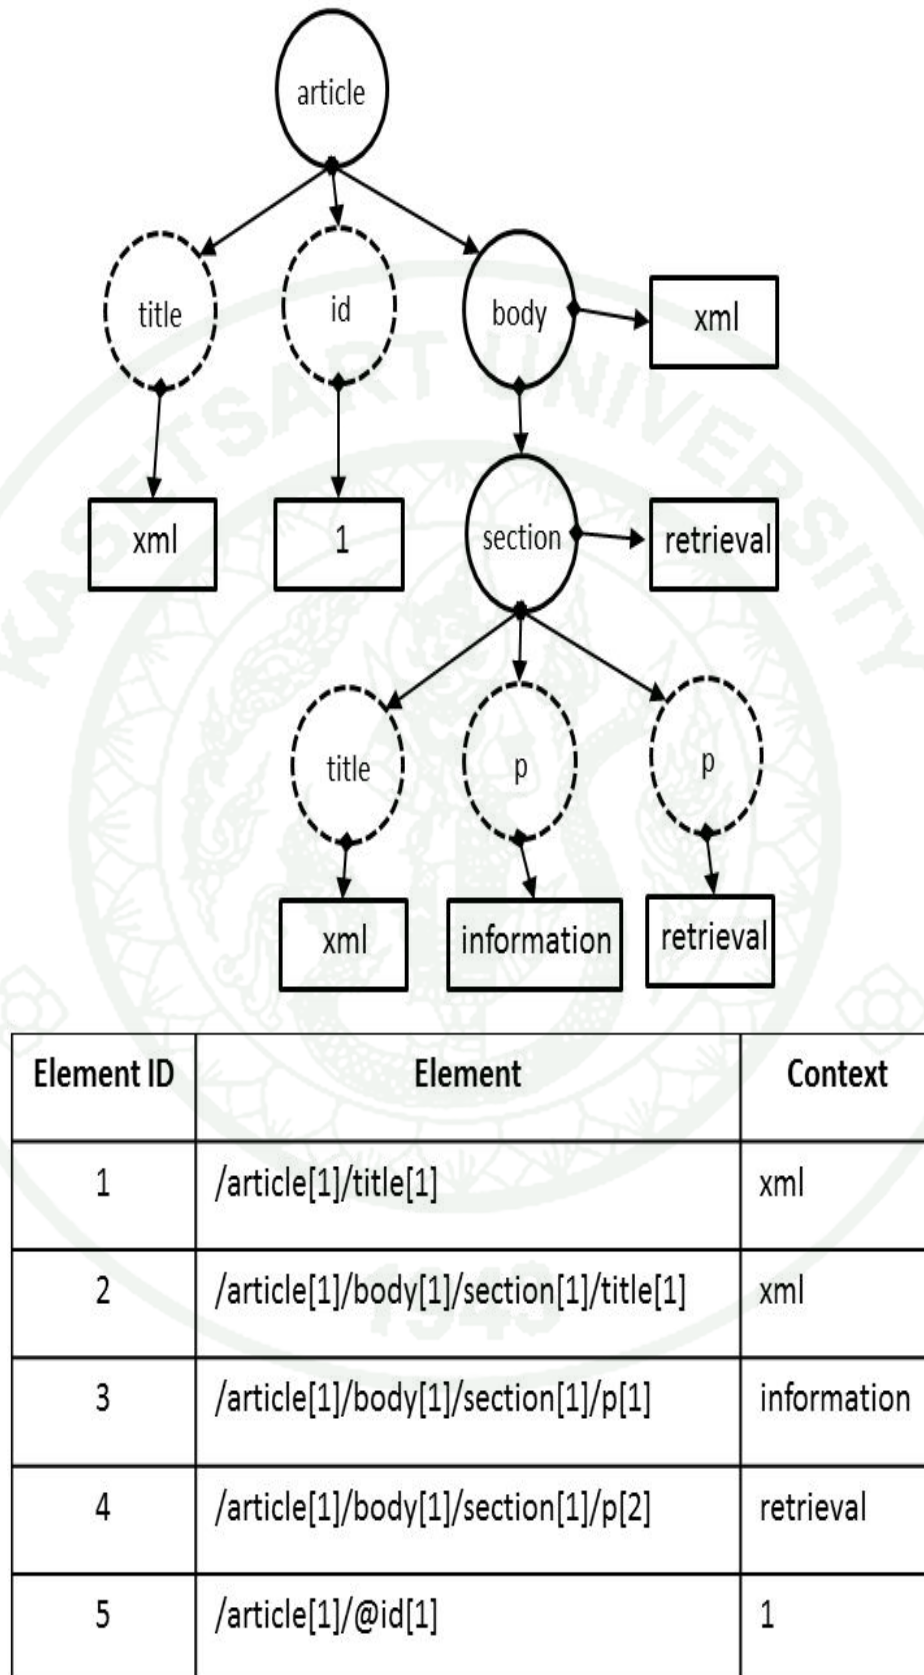 article
title
id
body
xml
xml
1
section
retrieval
title
p
p
xml
information
retrieval
KASETSART UNIVERSITY
Element ID Element Context
1 /article[1]/title[1] xml
2 /article[1]/body[1]/section[1]/title[1] xml
3 /article[1]/body[1]/section[1]/p[1] information
4 /article[1]/body[1]/section[1]/p[2] retrieval
5 /article[1]/@id[1] 1
1943